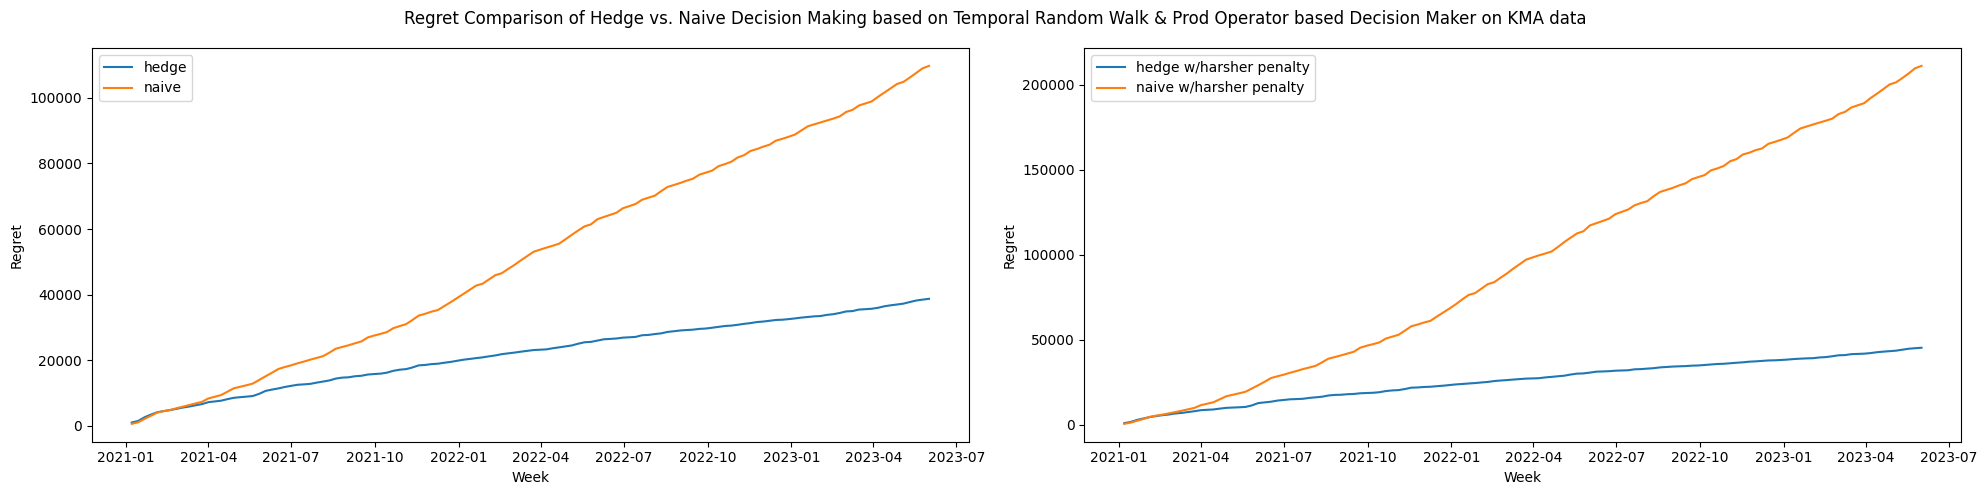 Regret Comparison of Hedge vs. Naive Decision Making based on Temporal Random Walk & Prod Operator based Decision Maker on KMA data
hedge
naive
Regret
100000
80000
60000
40000
20000
0
2021-01 2021-04 2021-07 2021-10 2022-01 2022-04 2022-07 2022-10 2023-01 2023-04 2023-07
Week
hedge w/harsher penalty
naive w/harsher penalty
Regret
200000
150000
100000
50000
0
2021-01 2021-04 2021-07 2021-10 2022-01 2022-04 2022-07 2022-10 2023-01 2023-04 2023-07
Week